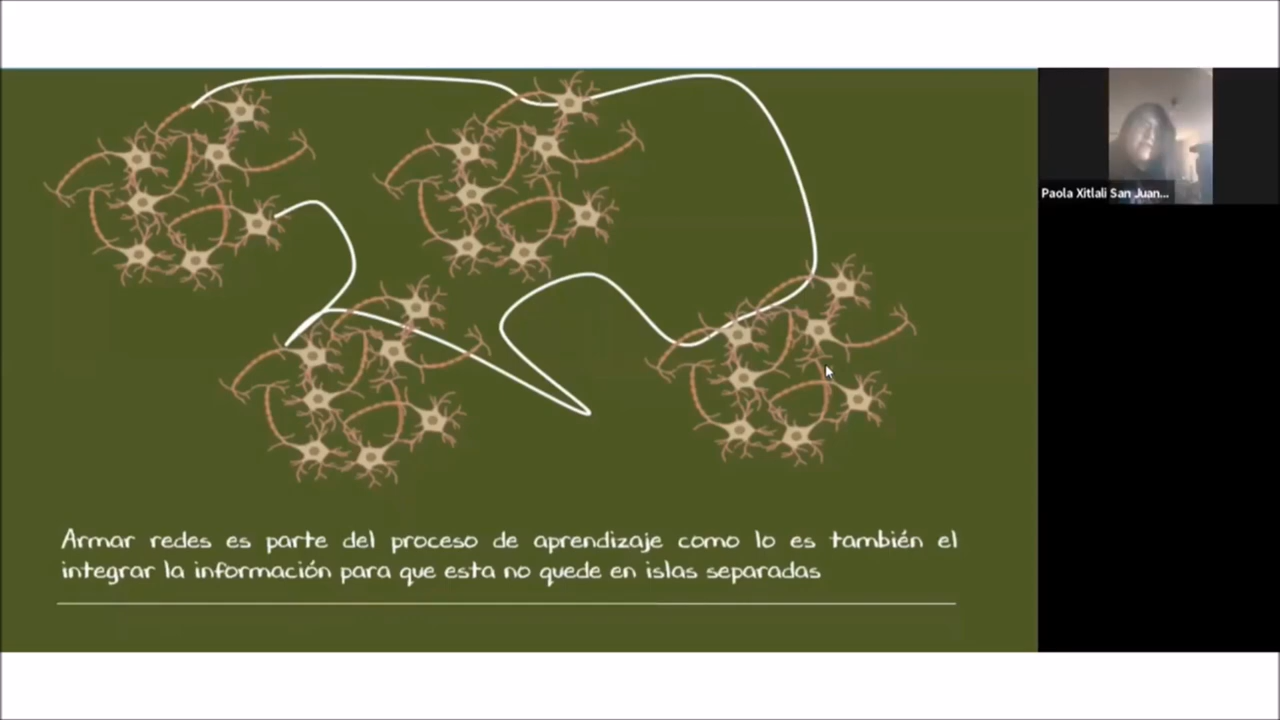 Paola Xitlali San Juan...
Armar redes es parte del proceso de aprendizaje como lo es también el
integrar la información para que esta no quede en islas separadas